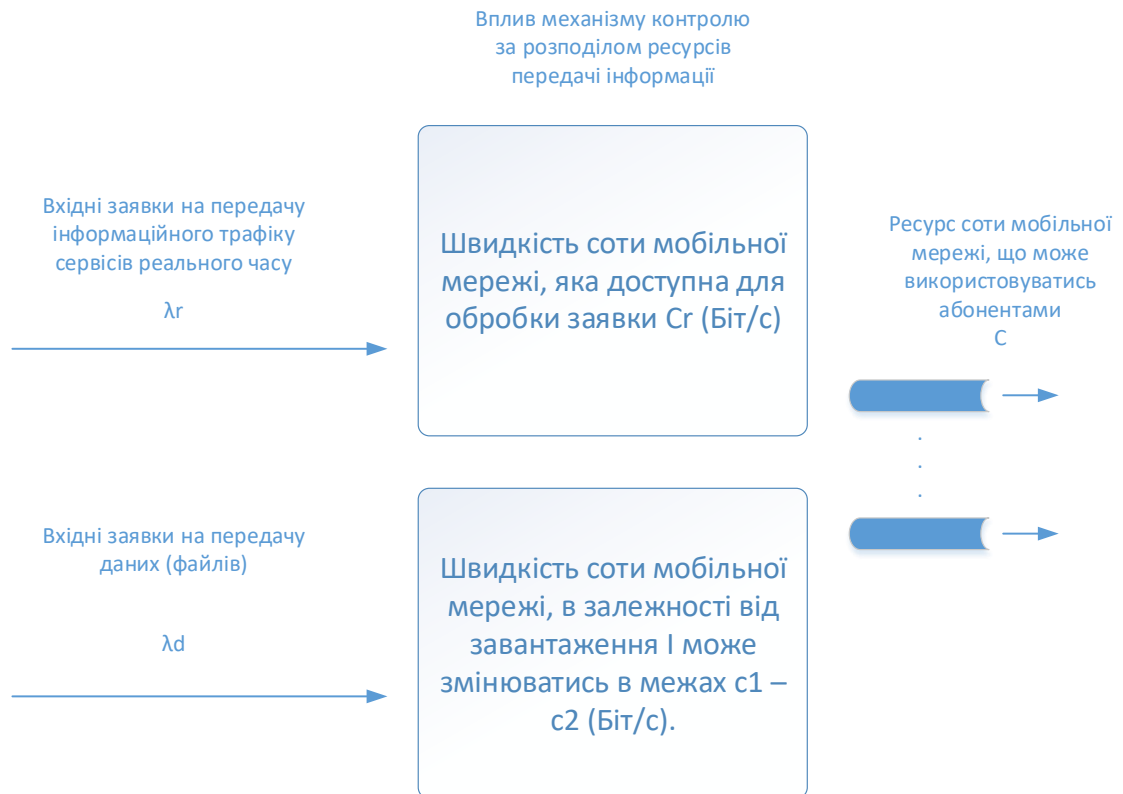 Вплив механізму контролю
за розподілом ресурсів
передачі інформації
Вхідні заявки на передачу
інформаційного трафіку
сервісів реального часу
λr
Швидкість соти мобільної
мережі, яка доступна для
обробки заявки Cr (Біт/с)
Ресурс соти мобільної
мережі, що може
використовуватись
абонентами
С
.
.
.
Вхідні заявки на передачу
даних (файлів)
λd
Швидкість соти мобільної
мережі, в залежності від
завантаження І може
змінюватись в межах с1 –
с2 (Біт/с).